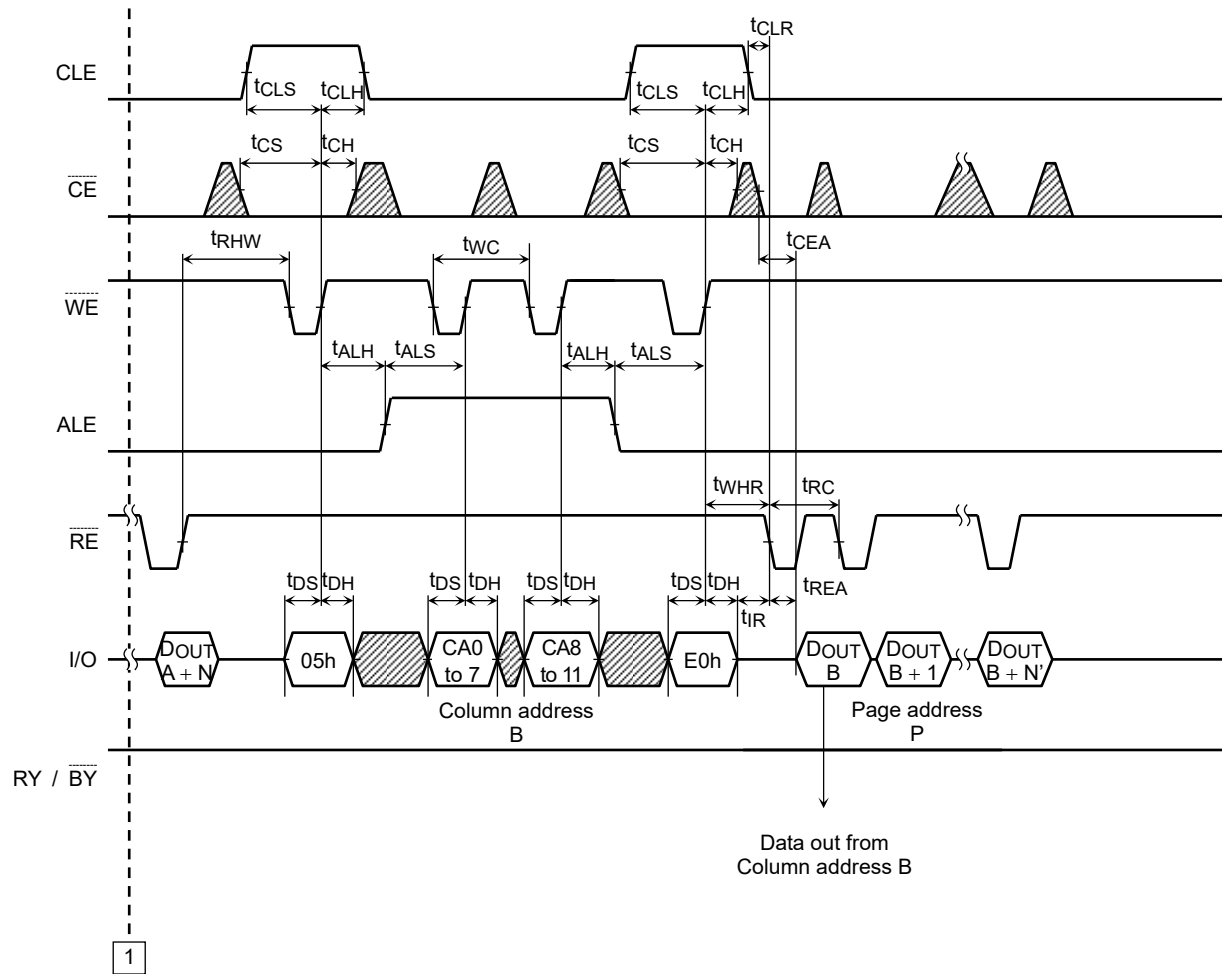 tCLR
CLE
tCLS tCLH tCLS tCLH
tCS tCH tCS tCH
CE
tCEA
tRHW tWC
WE
tALH tALS tALH tALS
ALE
tWHR tRC
RE
tDS tDH tDS tDH tDS tDH tDS tDH tREA
tIR
I/O
DOUT
A + N
05h
CA0
to 7
CA8
to 11
E0h
DOUT
B
DOUT
B + 1
DOUT
B + N’
Column address
B
Page address
P
RY / BY
Data out from
Column address B
1